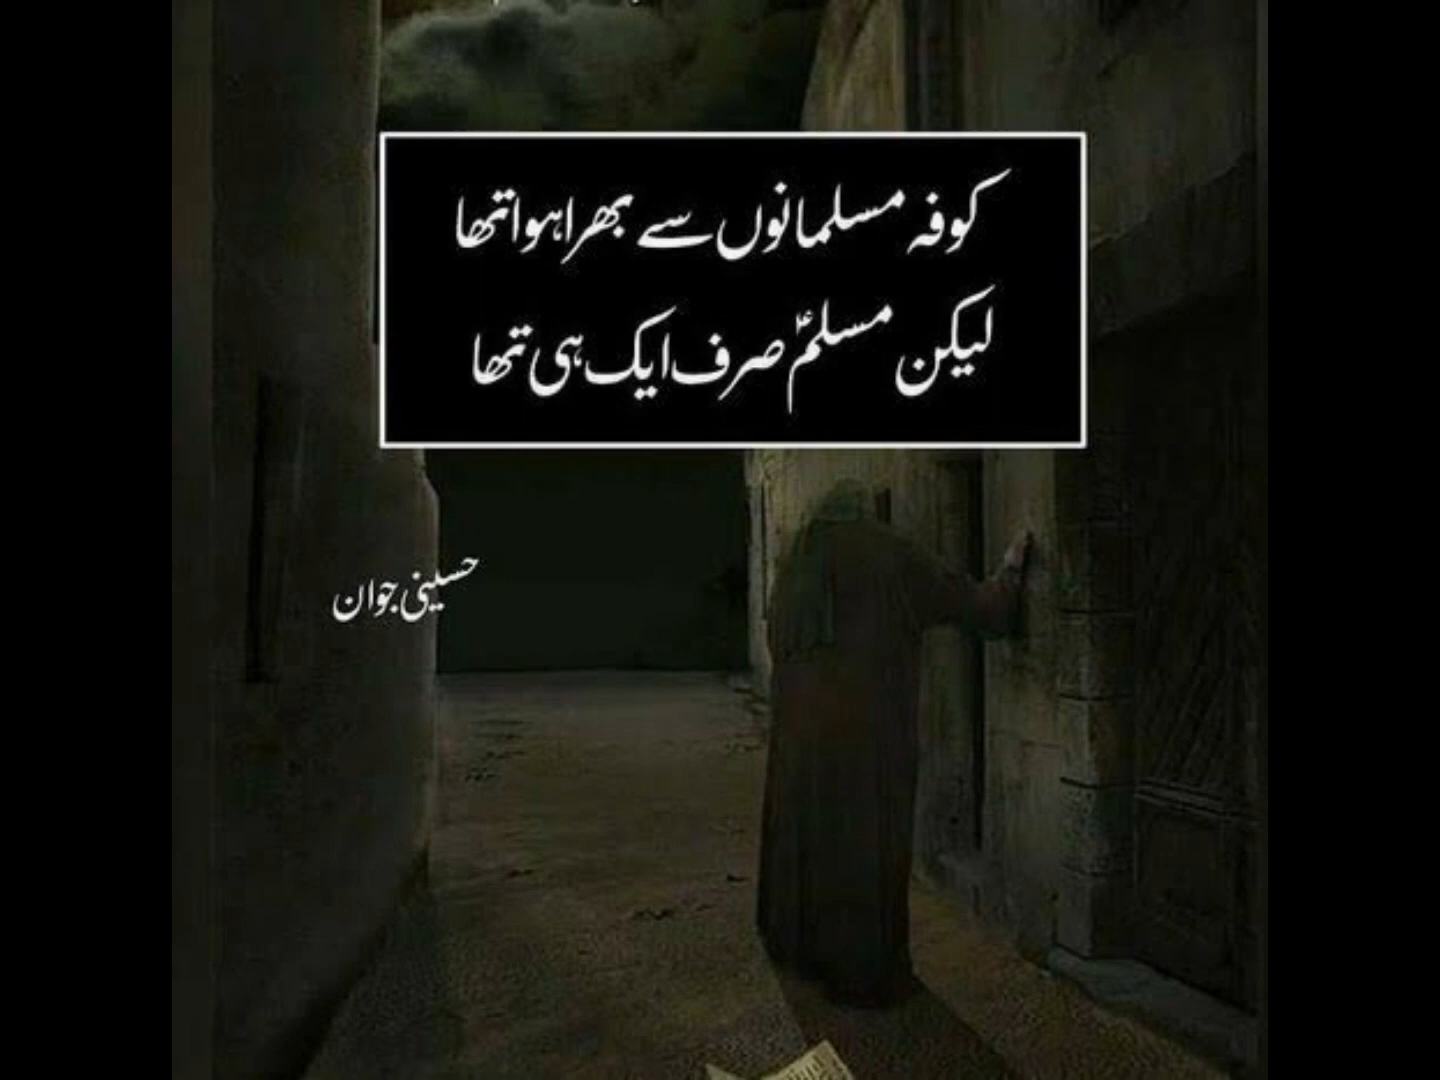 کوفہ مسلمانوں سے بھرا ہوا تھا
لیکن مسلمؑ صرف ایک ہی تھا
حسینی جوان